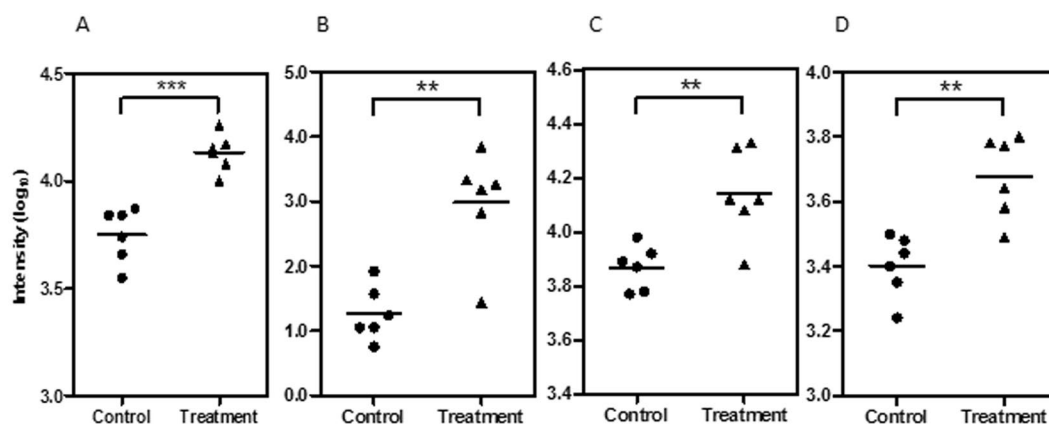 A B C D
*** ** ** **
Intensity (log₁₀)
4.5 5.0 4.6 4.0
4.4
4.0 4.0 3.8
4.2
4.0 3.0 3.6
2.0 3.8 3.4
3.5
1.0 3.6 3.2
3.0 0.0 3.4 3.0
Control Treatment Control Treatment Control Treatment Control Treatment